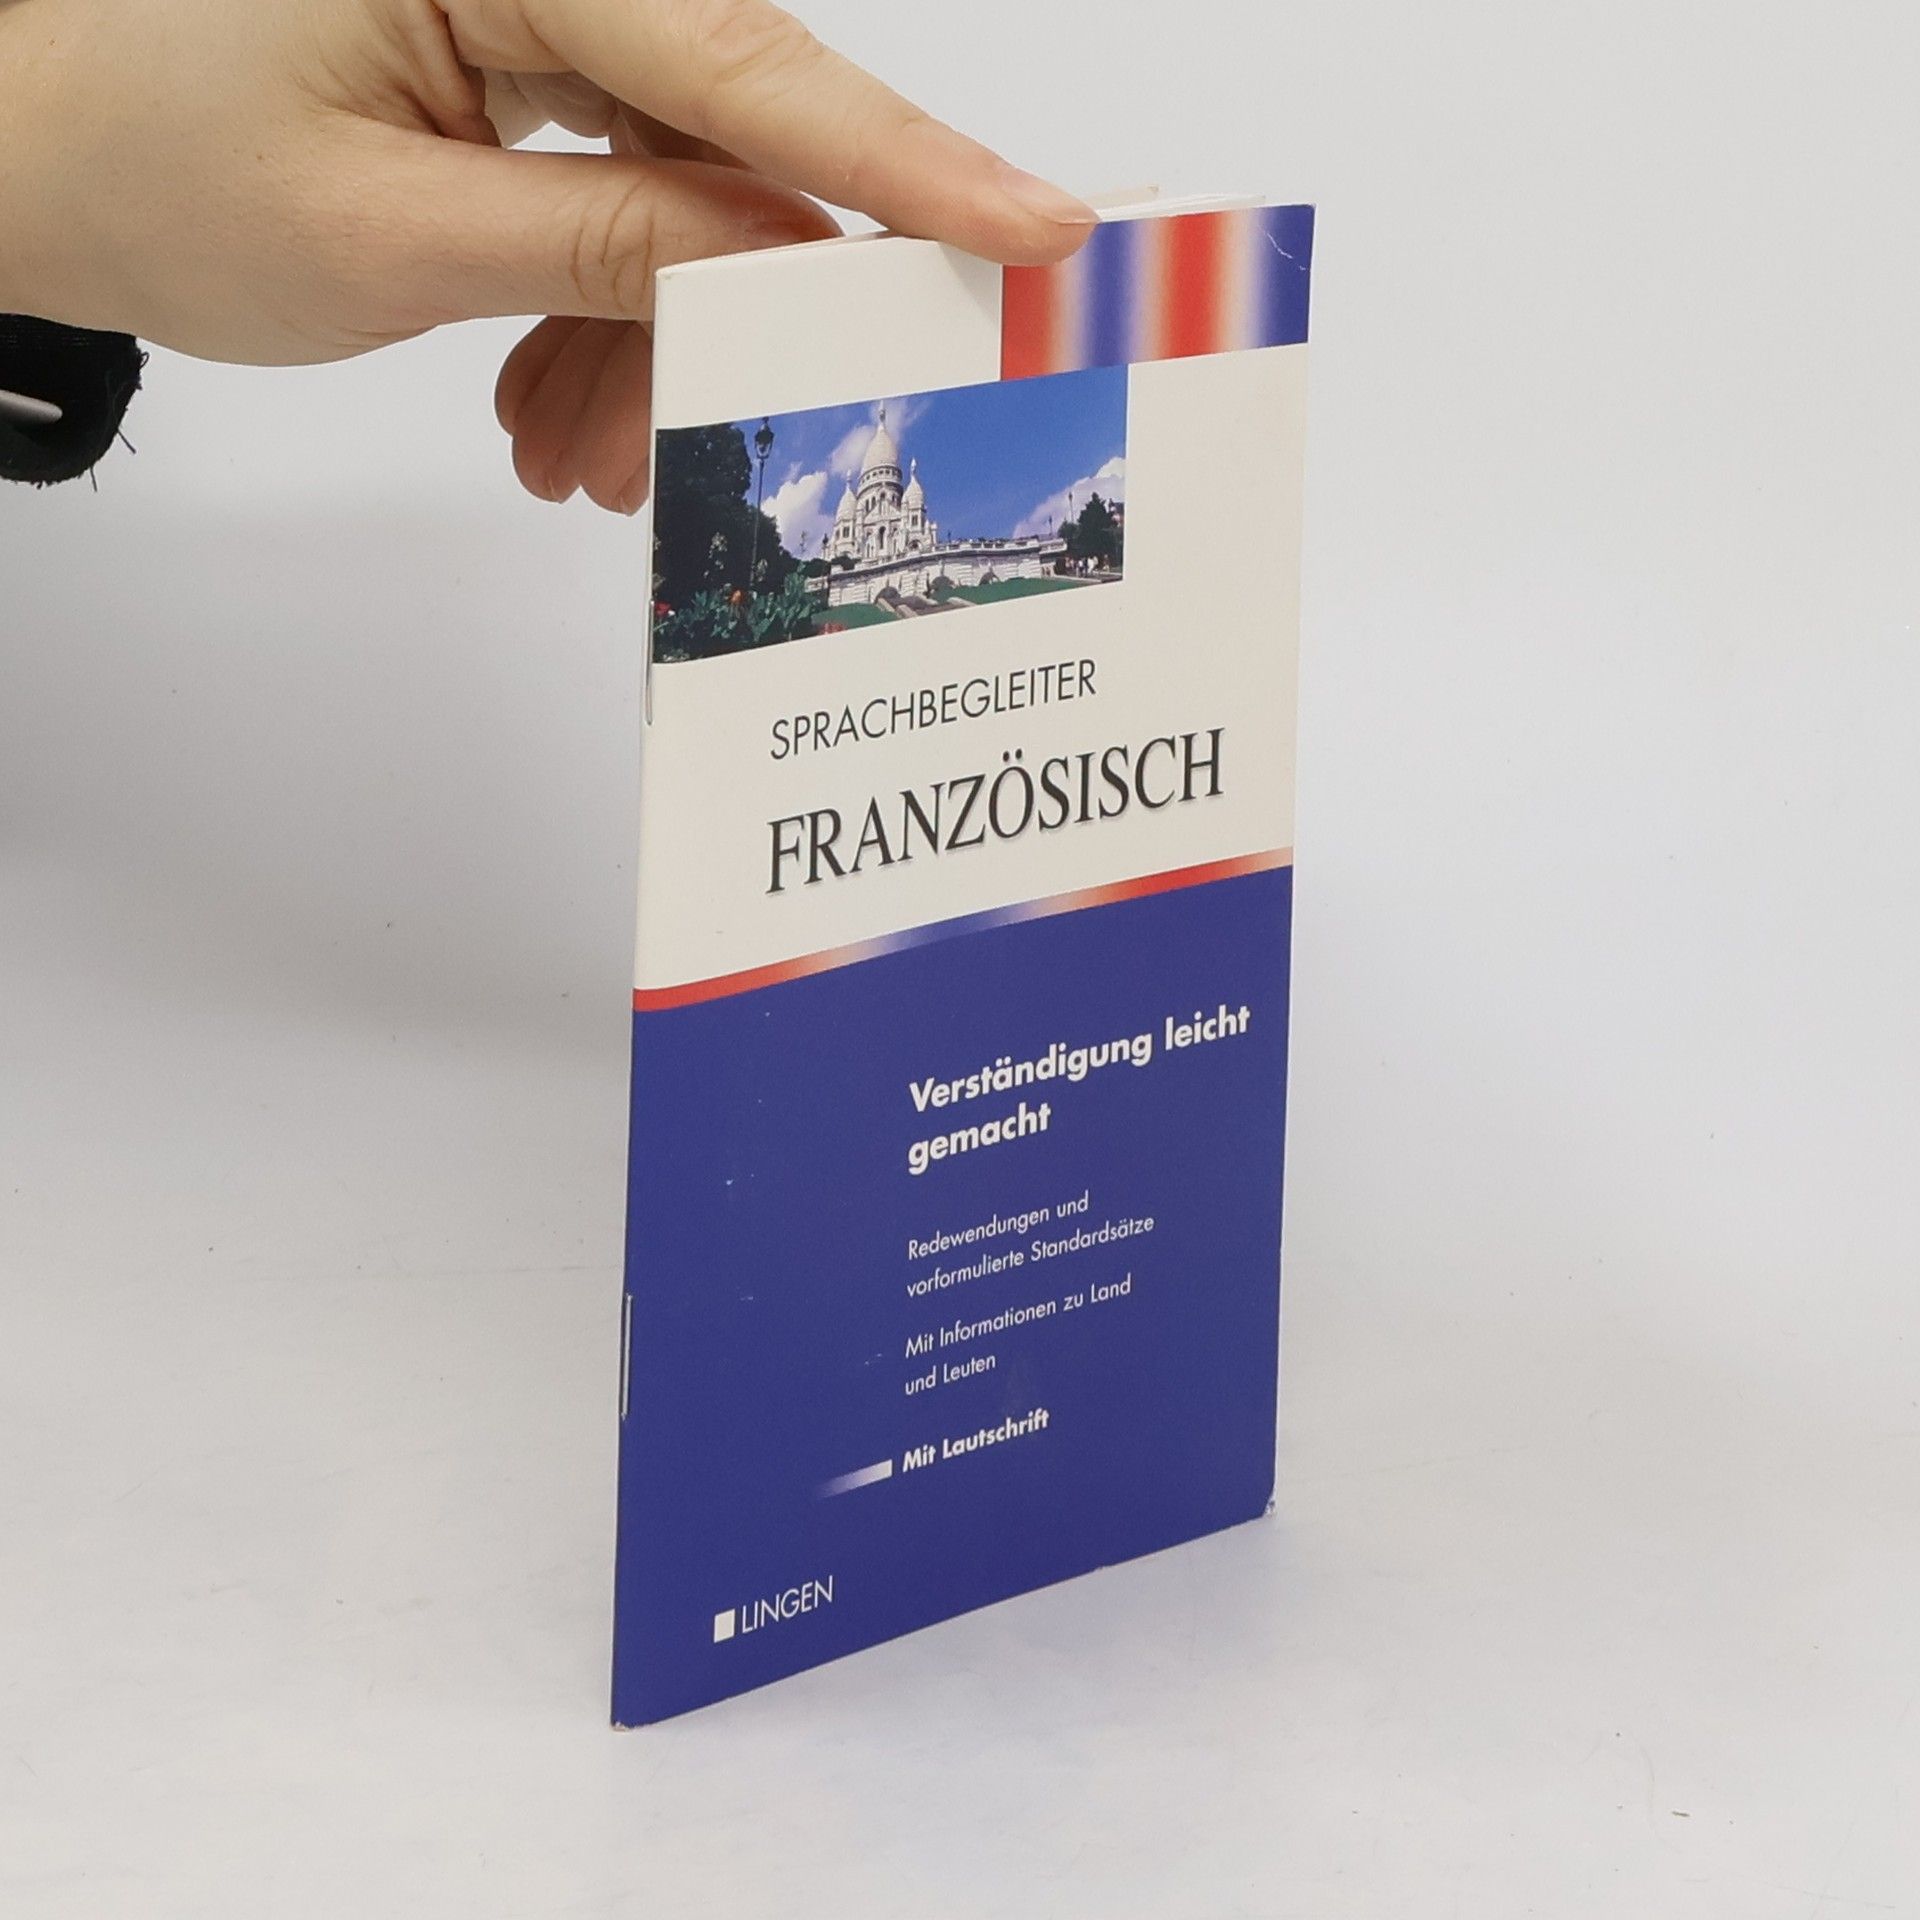 SPRACHBEGLEITER
FRANZÖSISCH
Verständigung leicht
gemacht
Redewendungen und
vorformulierte Standardsätze
Mit Informationen zu Land
und Leuten
Mit Lautschrift
LINGEN